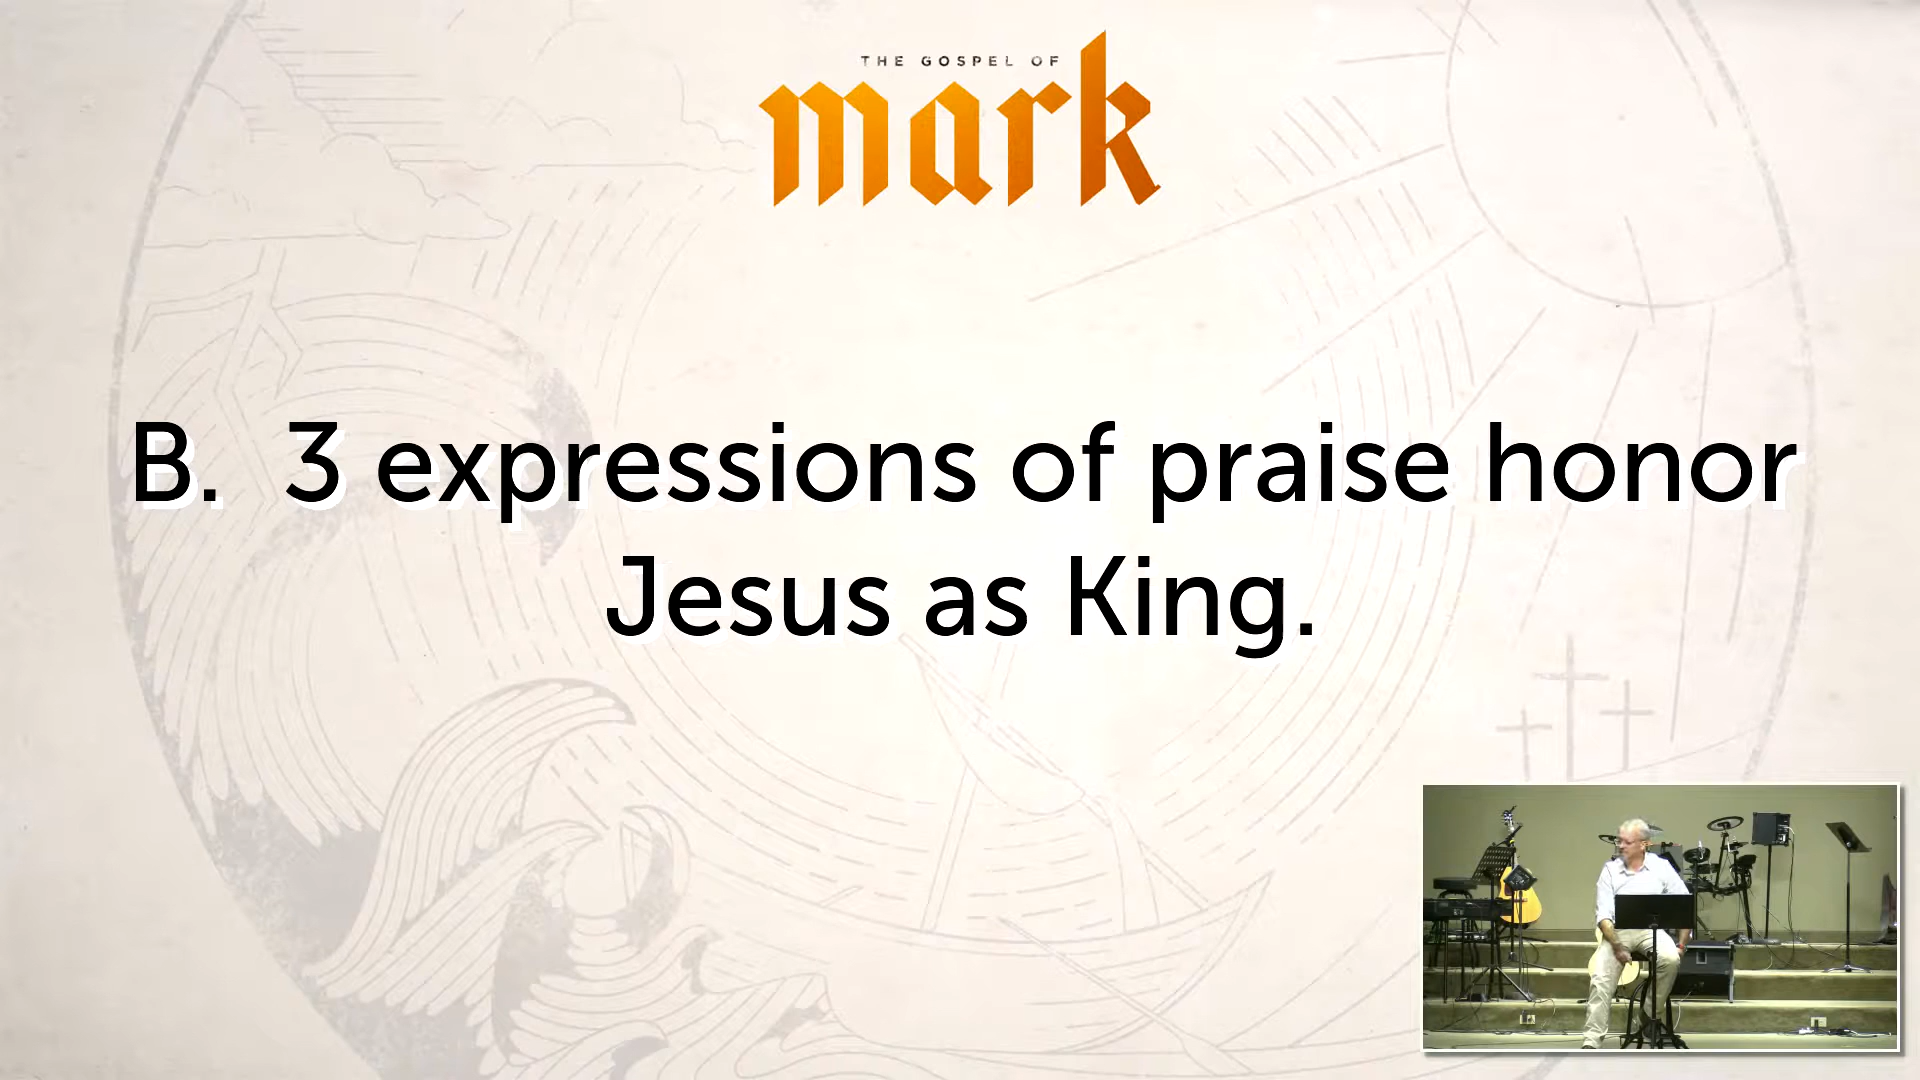 THE GOSPEL OF
mark
B. 3 expressions of praise honor
Jesus as King.